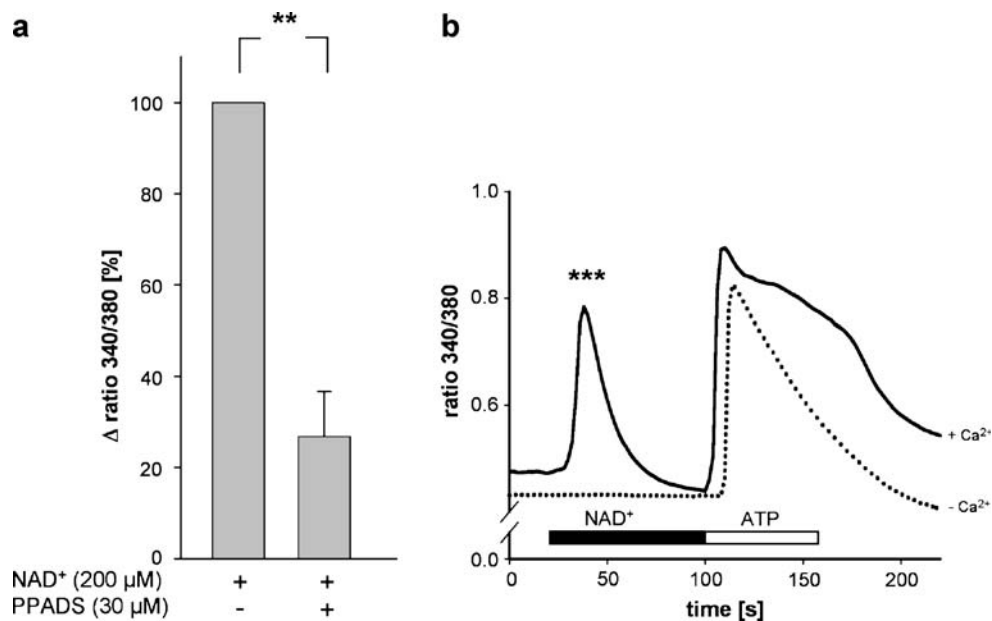 a
**
Δ ratio 340/380 [%]
100
80
60
40
20
0
NAD+ (200 µM) + +
PPADS (30 µM) - +
b
***
ratio 340/380
1.0
0.8
0.6
0.0
+ Ca2+
- Ca2+
NAD+ ATP
0 50 100 150 200
time [s]